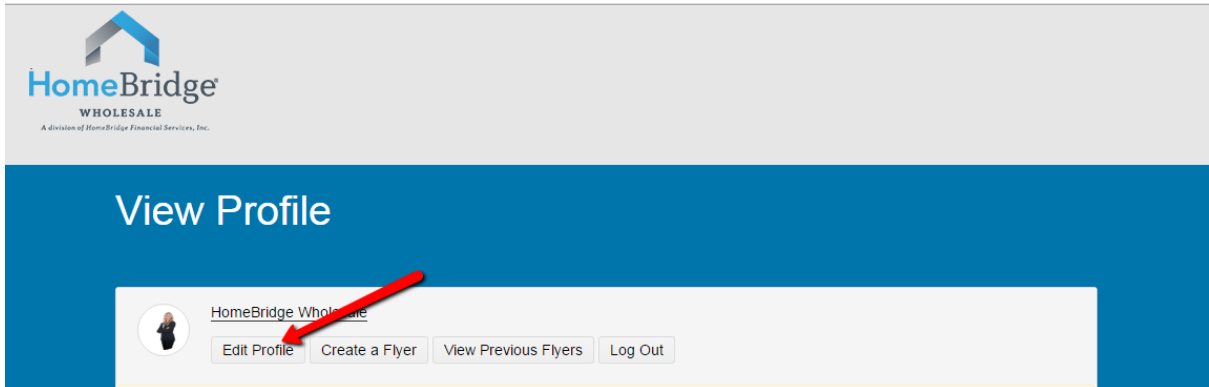 HomeBridge®
WHOLESALE
A division of HomeBridge Financial Services, Inc.
View Profile
HomeBridge Wholesale
Edit Profile Create a Flyer View Previous Flyers Log Out